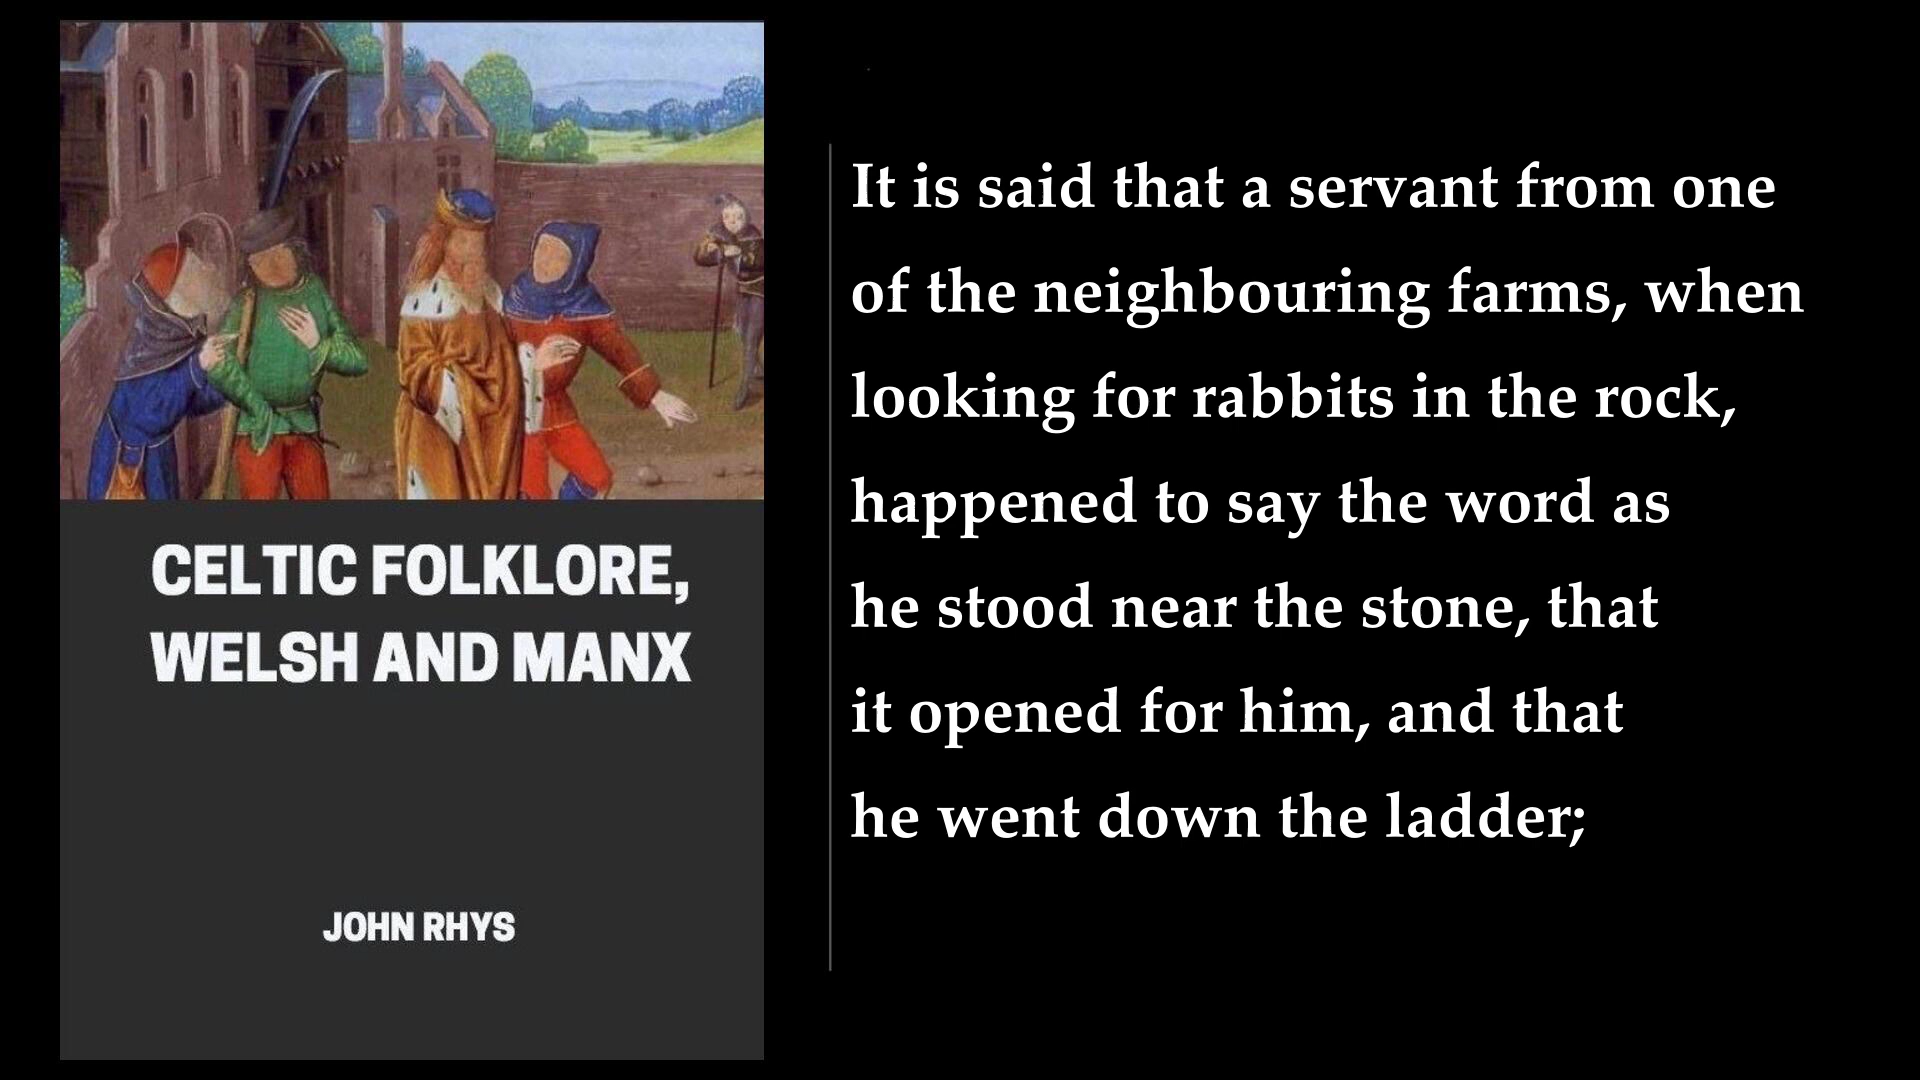 CELTIC FOLKLORE,
WELSH AND MANX
JOHN RHYS
It is said that a servant from one
of the neighbouring farms, when
looking for rabbits in the rock,
happened to say the word as
he stood near the stone, that
it opened for him, and that
he went down the ladder;